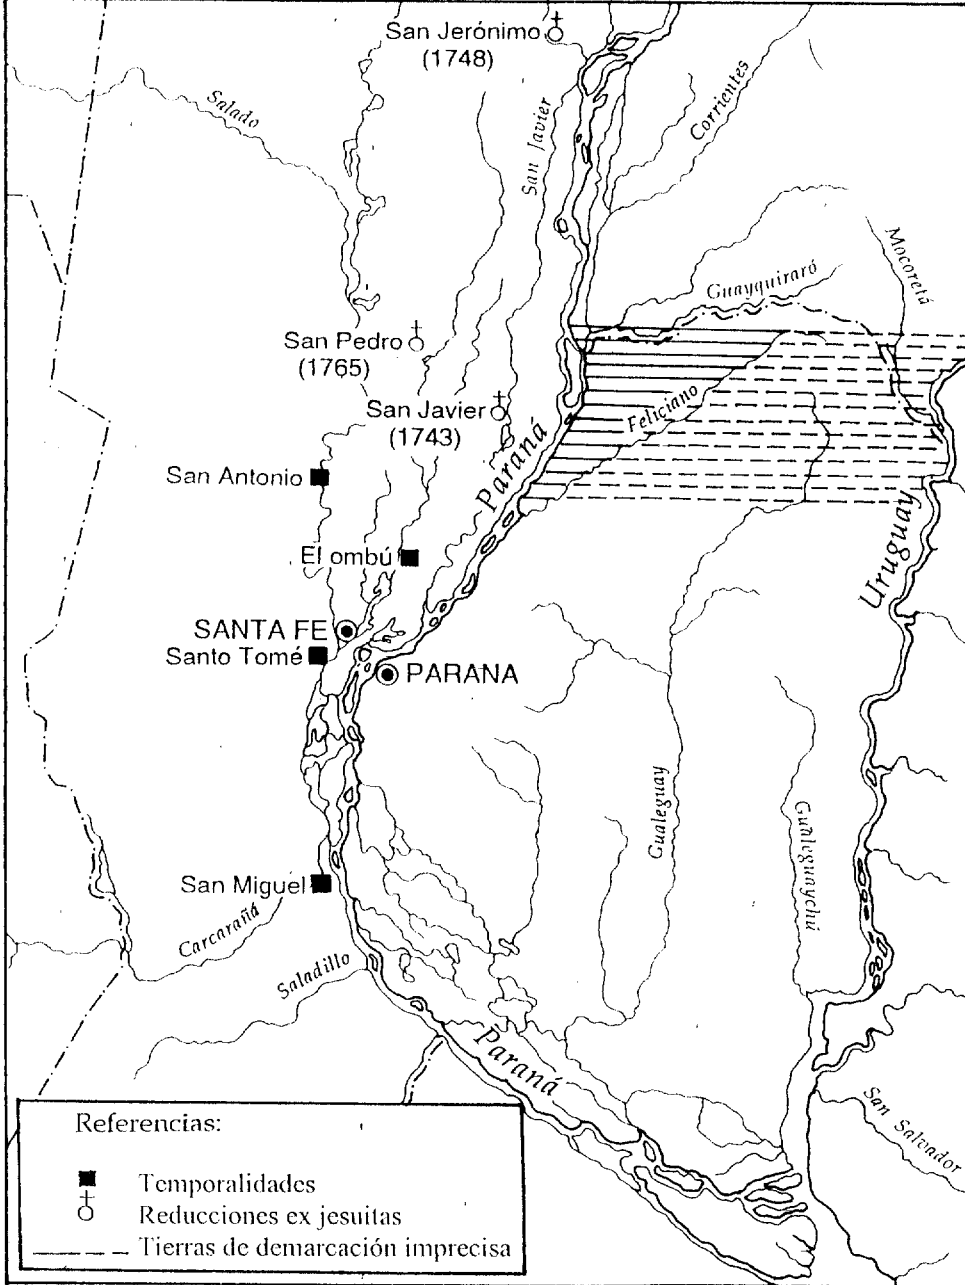 San Jerónimo
(1748)
Salado
San Javier
Corrientes
Mocoretá
Guayquiraró
San Pedro
(1765)
San Javier
(1743)
Feliciano
Paraná
San Antonio
El ombú
Uruguay
SANTA FE
Santo Tomé
PARANA
Gualeguay
Gualeguaychú
San Miguel
Carcarañá
Saladillo
Paraná
San Salvador
Referencias:
Temporalidades
Reducciones ex jesuitas
Tierras de demarcación imprecisa